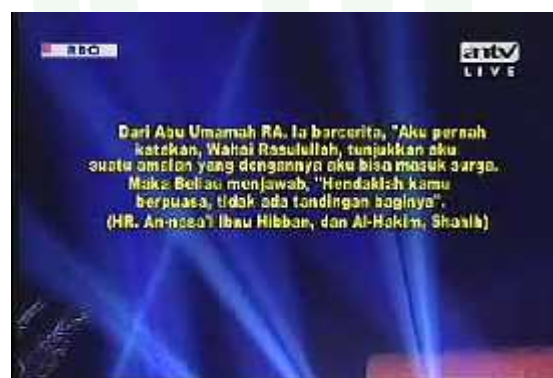 BBO
antv
LIVE
Dari Abu Umamah RA. Ia bercerita, "Aku pernah
katakan, Wahai Rasulullah, tunjukkan aku
suatu amalan yang dengannya aku bisa masuk surga.
Maka Beliau menjawab, "Hendaklah kamu
berpuasa, tidak ada tandingan baginya".
(HR. An-nasa'i Ibnu Hibban, dan Al-Hakim, Shahih)